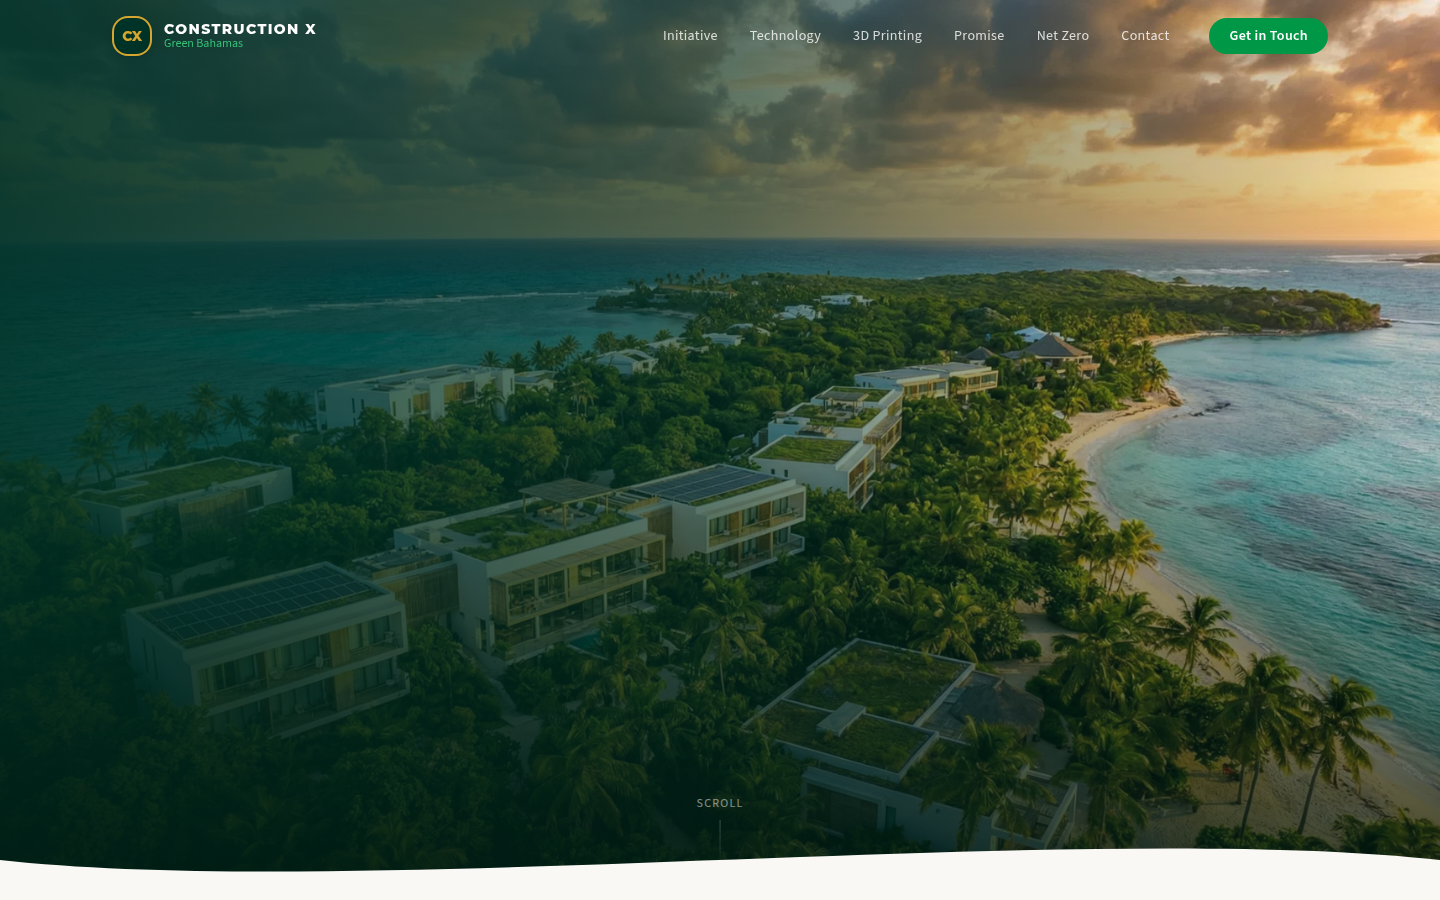 CX
CONSTRUCTION X
Green Bahamas
Initiative
Technology
3D Printing
Promise
Net Zero
Contact
Get in Touch
SCROLL